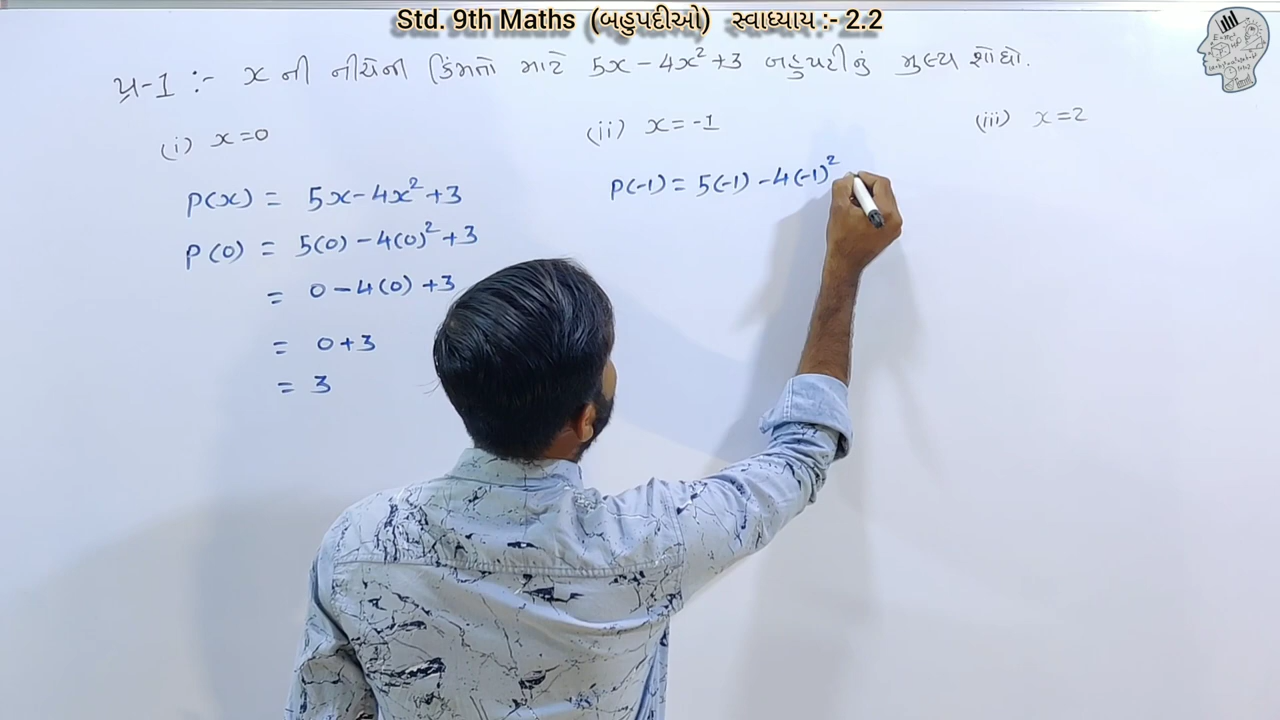 Std. 9th Maths (બહુપદીઓ) સ્વાધ્યાય :- 2.2
પ્ર-1 :- x ની નીચેની કિંમતો માટે 5x - 4x² + 3 બહુપદીનું મુલ્ય શોધો.
(i) x = 0
P(x) = 5x - 4x² + 3
P(0) = 5(0) - 4(0)² + 3
= 0 - 4(0) + 3
= 0 + 3
= 3
(ii) x = -1
P(-1) = 5(-1) - 4(-1)²
(iii) x = 2